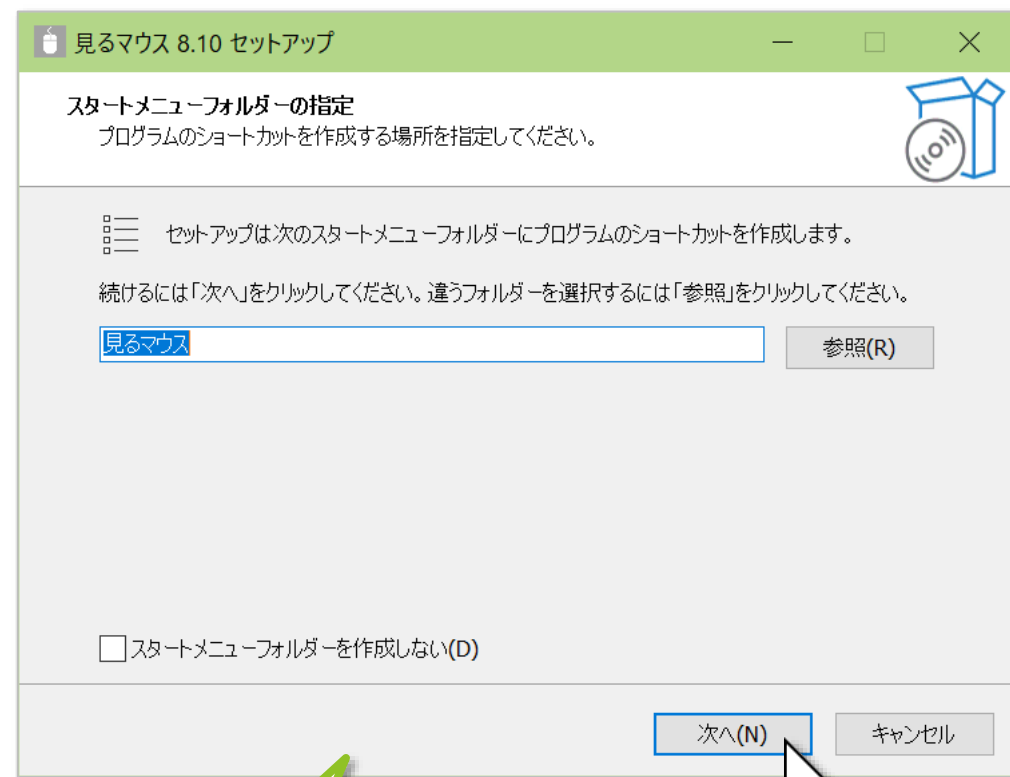 見るマウス 8.10 セットアップ
スタートメニューフォルダーの指定
プログラムのショートカットを作成する場所を指定してください。
セットアップは次のスタートメニューフォルダーにプログラムのショートカットを作成します。
続けるには「次へ」をクリックしてください。違うフォルダーを選択するには「参照」をクリックしてください。
見るマウス
参照(R)
スタートメニューフォルダーを作成しない(D)
次へ(N)
キャンセル